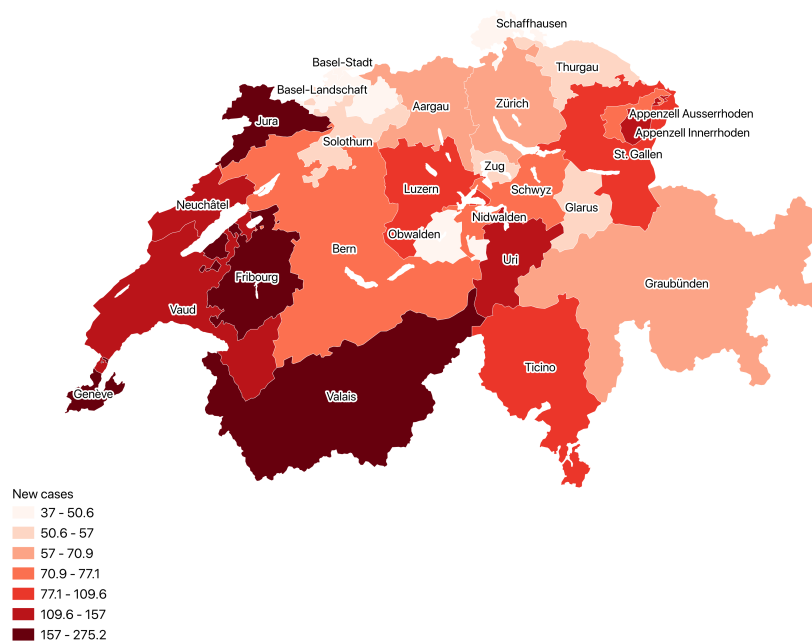 Schaffhausen
Basel-Stadt
Thurgau
Basel-Landschaft
Aargau
Zürich
Jura
Appenzell Ausserrhoden
Appenzell Innerrhoden
Solothurn
St. Gallen
Zug
Luzern
Schwyz
Neuchâtel
Glarus
Nidwalden
Obwalden
Bern
Uri
Fribourg
Graubünden
Vaud
Ticino
Genève
Valais
New cases
37 - 50.6
50.6 - 57
57 - 70.9
70.9 - 77.1
77.1 - 109.6
109.6 - 157
157 - 275.2